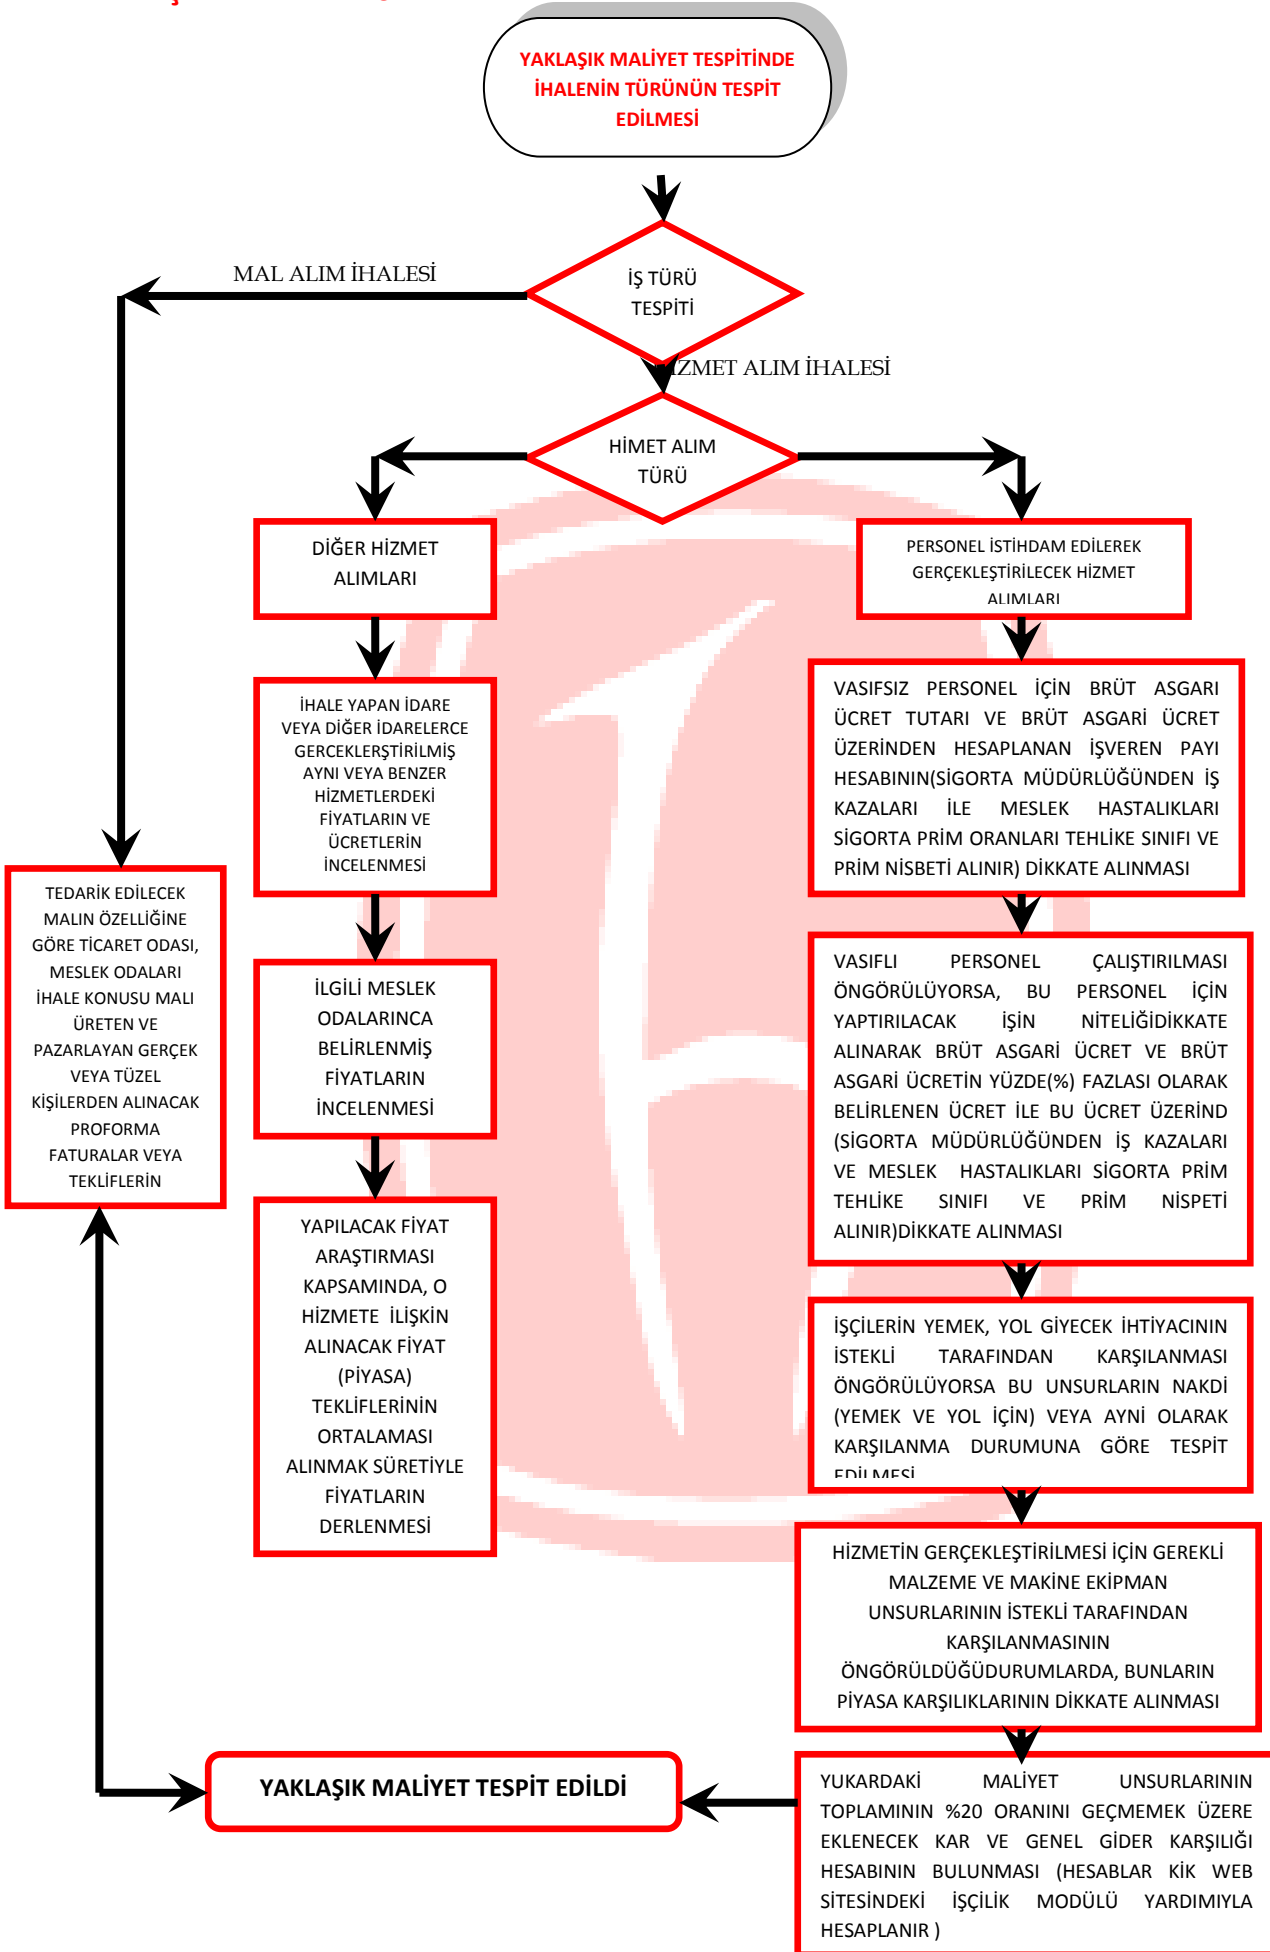 YAKLAŞIK MALİYET TESPİTİNDE
İHALENİN TÜRÜNÜN TESPİT
EDİLMESİ
MAL ALIM İHALESİ
İŞ TÜRÜ
TESPİTİ
İZMET ALIM İHALESİ
HİMET ALIM
TÜRÜ
DİĞER HİZMET
ALIMLARI
PERSONEL İSTİHDAM EDİLEREK
GERÇEKLEŞTİRİLECEK HİZMET
ALIMLARI
İHALE YAPAN İDARE
VEYA DİĞER İDARELERCE
GERCEKLERŞTİRİLMİŞ
AYNI VEYA BENZER
HİZMETLERDEKİ
FİYATLARIN VE
ÜCRETLERİN
İNCELENMESİ
VASIFSIZ PERSONEL İÇİN BRÜT ASGARI
ÜCRET TUTARI VE BRÜT ASGARİ ÜCRET
ÜZERİNDEN HESAPLANAN İŞVEREN PAYI
HESABININ(SİGORTA MÜDÜRLÜĞÜNDEN İŞ
KAZALARI İLE MESLEK HASTALIKLARI
SİGORTA PRİM ORANLARI TEHLİKE SINIFI VE
PRİM NİSBETİ ALINIR) DİKKATE ALINMASI
TEDARİK EDİLECEK
MALIN ÖZELLİĞİNE
GÖRE TİCARET ODASI,
MESLEK ODALARI
İHALE KONUSU MALI
ÜRETEN VE
PAZARLAYAN GERÇEK
VEYA TÜZEL
KİŞİLERDEN ALINACAK
PROFORMA
FATURALAR VEYA
TEKLİFLERİN
İLGİLİ MESLEK
ODALARINCA
BELİRLENMİŞ
FİYATLARIN
İNCELENMESİ
VASIFLI PERSONEL ÇALIŞTIRILMASI
ÖNGÖRÜLÜYORSA, BU PERSONEL İÇİN
YAPTIRILACAK İŞİN NİTELİĞİDİKKATE
ALINARAK BRÜT ASGARİ ÜCRET VE BRÜT
ASGARİ ÜCRETİN YÜZDE(%) FAZLASI OLARAK
BELİRLENEN ÜCRET İLE BU ÜCRET ÜZERİND
(SİGORTA MÜDÜRLÜĞÜNDEN İŞ KAZALARI
VE MESLEK HASTALIKLARI SİGORTA PRİM
TEHLİKE SINIFI VE PRİM NİSPETİ
ALINIR)DİKKATE ALINMASI
YAPILACAK FİYAT
ARAŞTIRMASI
KAPSAMINDA, O
HİZMETE İLİŞKİN
ALINACAK FİYAT
(PİYASA)
TEKLİFLERİNİN
ORTALAMASI
ALINMAK SÜRETİYLE
FİYATLARIN
DERLENMESİ
İŞÇİLERİN YEMEK, YOL GİYECEK İHTİYACININ
İSTEKLİ TARAFINDAN KARŞILANMASI
ÖNGÖRÜLÜYORSA BU UNSURLARIN NAKDİ
(YEMEK VE YOL İÇİN) VEYA AYNİ OLARAK
KARŞILANMA DURUMUNA GÖRE TESPİT
EDİLMESİ
HİZMETİN GERÇEKLEŞTİRİLMESİ İÇİN GEREKLİ
MALZEME VE MAKİNE EKİPMAN
UNSURLARININ İSTEKLİ TARAFINDAN
KARŞILANMASININ
ÖNGÖRÜLDÜĞÜDURUMLARDA, BUNLARIN
PİYASA KARŞILIKLARININ DİKKATE ALINMASI
YAKLAŞIK MALİYET TESPİT EDİLDİ
YUKARDAKİ MALİYET UNSURLARININ
TOPLAMININ %20 ORANINI GEÇMEMEK ÜZERE
EKLENECEK KAR VE GENEL GİDER KARŞILIĞI
HESABININ BULUNMASI (HESABLAR KİK WEB
SİTESİNDEKİ İŞÇİLİK MODÜLÜ YARDIMIYLA
HESAPLANIR )